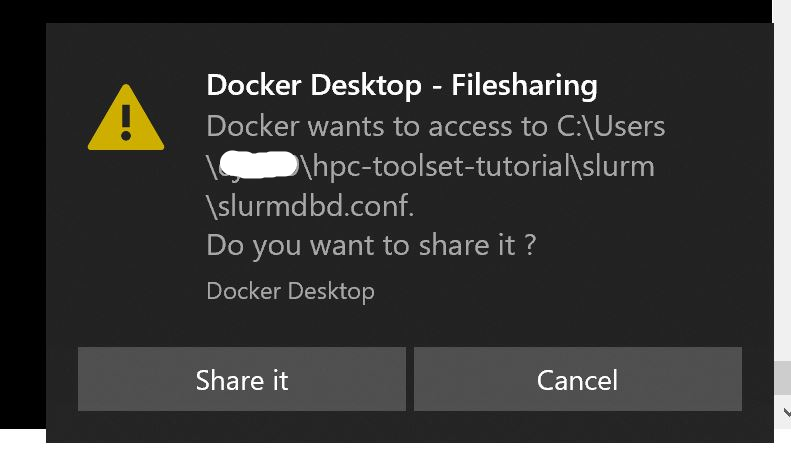 Docker Desktop - Filesharing
Docker wants to access to C:\Users
\hpc-toolset-tutorial\slurm
\slurmdbd.conf.
Do you want to share it ?
Docker Desktop
Share it
Cancel